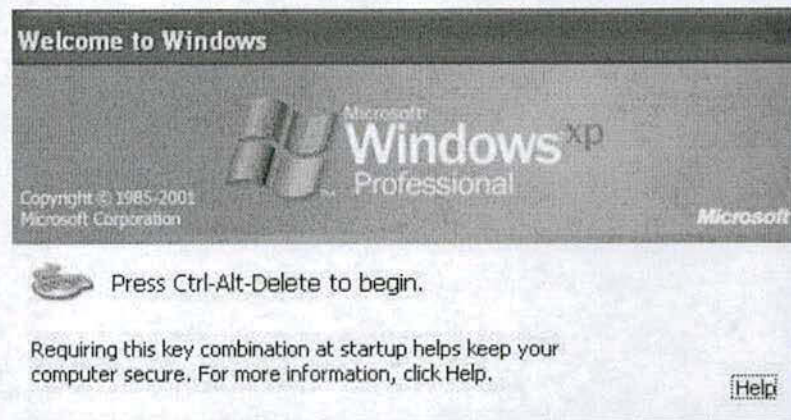 Welcome to Windows
Microsoft
Windows xp
Professional
Copyright © 1985-2001
Microsoft Corporation
Microsoft
Press Ctrl-Alt-Delete to begin.
Requiring this key combination at startup helps keep your
computer secure. For more information, click Help.
Help